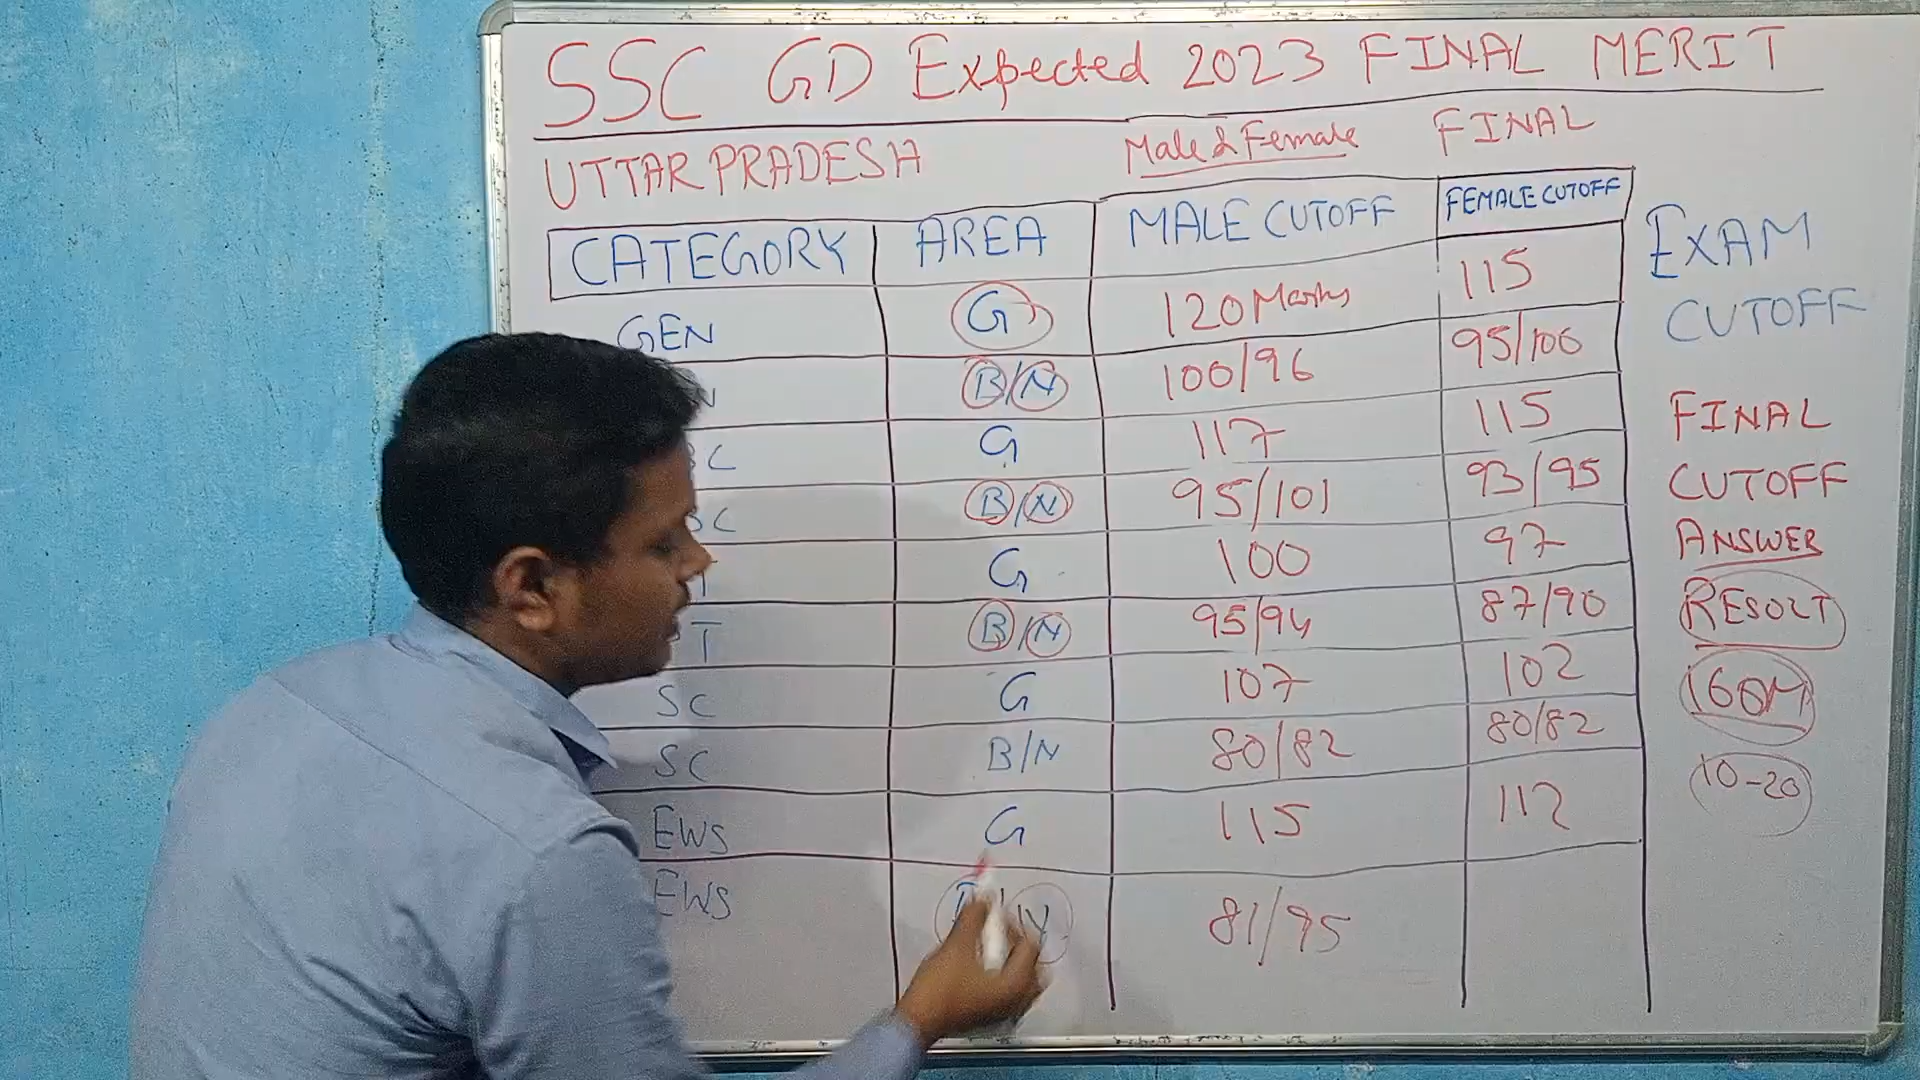 SSC GD Expected 2023 FINAL MERIT
UTTAR PRADESH Male & Female FINAL
CATEGORY AREA MALE CUTOFF FEMALE CUTOFF
GEN G 120 Marks 115
N B/N 100/96 95/100
C G 117 115
C B/N 95/101 93/95
T G 100 97
T B/N 95/94 87/90
SC G 107 102
SC B/N 80/82 80/82
EWS G 115 112
EWS 81/95
EXAM
CUTOFF
FINAL
CUTOFF
ANSWER
RESULT
160M
10-20